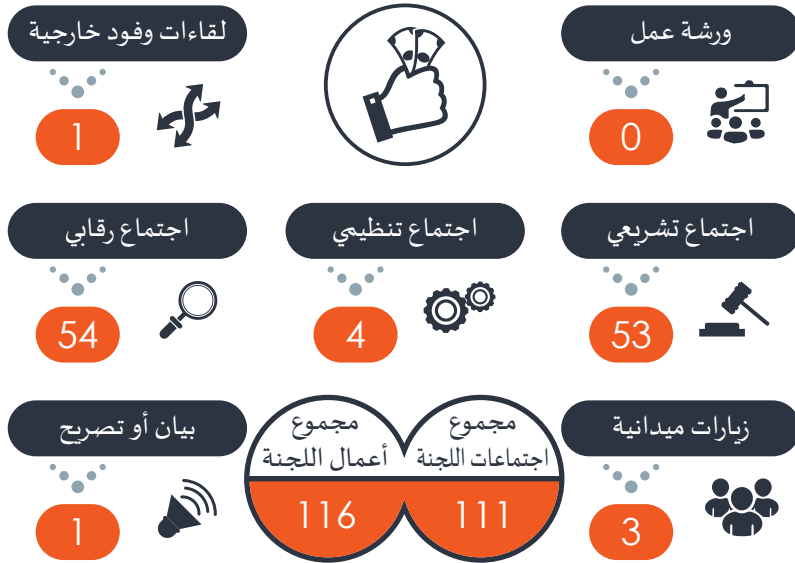 ورشة عمل
0
لقاءات وفود خارجية
1
اجتماع تشريعي
53
اجتماع تنظيمي
4
اجتماع رقابي
54
زيارات ميدانية
3
مجموع
اجتماعات اللجنة
111
مجموع
أعمال اللجنة
116
بيان أو تصريح
1